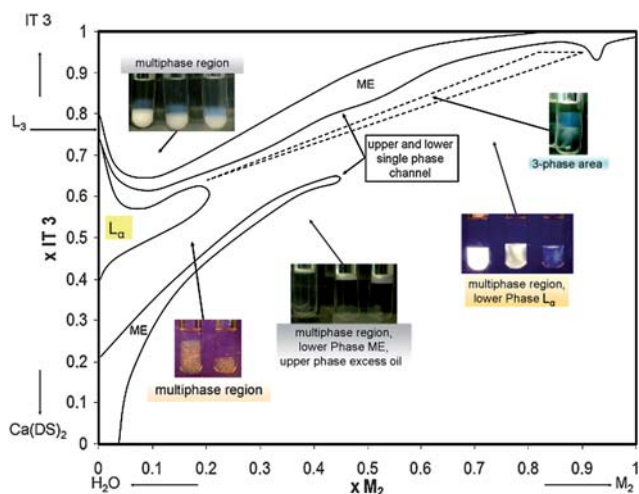 IT 3
1
0.9
0.8
0.7
0.6
0.5
0.4
0.3
0.2
0.1
0
x IT 3
L₃
Ca(DS)₂
multiphase region
ME
upper and lower
single phase
channel
3-phase area
Lα
ME
multiphase region
multiphase region,
lower Phase ME,
upper phase excess oil
multiphase region,
lower Phase Lα
0
0.1
0.2
0.3
0.4
0.5
0.6
0.7
0.8
0.9
1
H₂O
x M₂
M₂